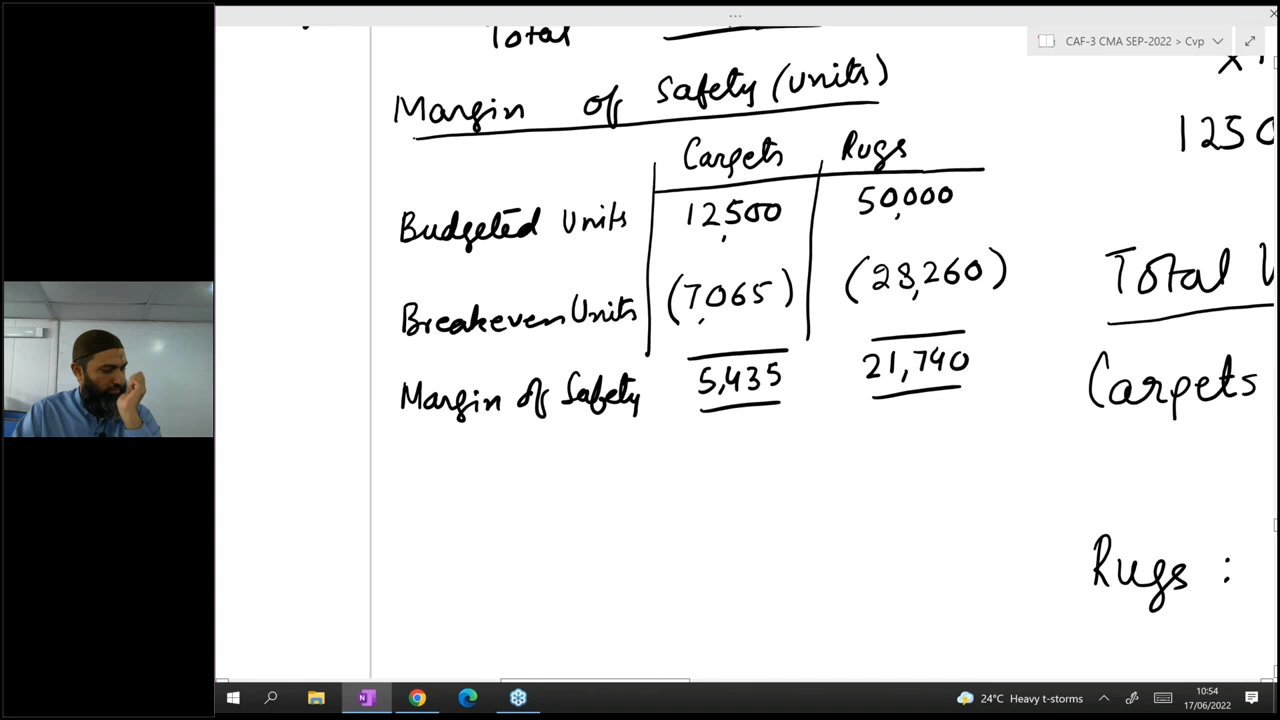 CAF-3 CMA SEP-2022 > Cvp
Total
Margin of Safety (units)
1250
Carpets Rugs
Budgeted Units 12,500 50,000
Total
Breakeven Units (7,065) (28,260)
Margin of Safety 5,435 21,740
Carpets
Rugs :
24°C Heavy t-storms
10:54
17/06/2022